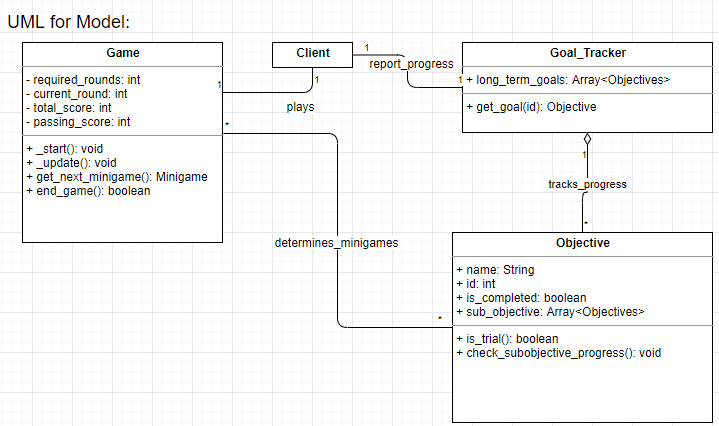 UML for Model:
Game
- required_rounds: int
- current_round: int
- total_score: int
- passing_score: int
+ _start(): void
+ _update(): void
+ get_next_minigame(): Minigame
+ end_game(): boolean
Client
1
report_progress
1
1
1
plays
Goal_Tracker
+ long_term_goals: Array<Objectives>
+ get_goal(id): Objective
1
tracks_progress
*
*
determines_minigames
*
Objective
+ name: String
+ id: int
+ is_completed: boolean
+ sub_objective: Array<Objectives>
+ is_trial(): boolean
+ check_subobjective_progress(): void